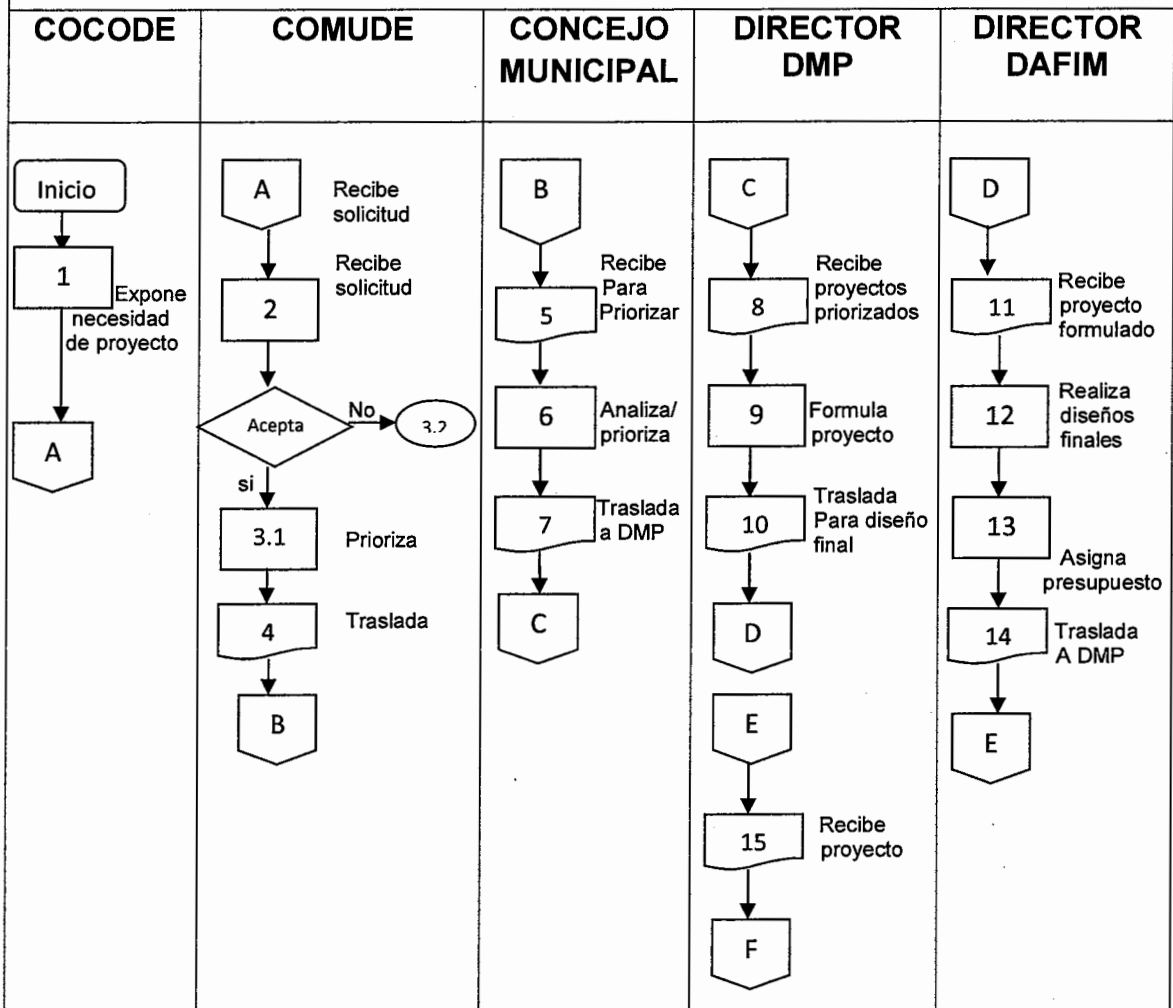 COCODE
COMUDE
CONCEJO
MUNICIPAL
DIRECTOR
DMP
DIRECTOR
DAFIM
Inicio
1
Expone
necesidad
de proyecto
A
A
Recibe
solicitud
Recibe
solicitud
2
Acepta
No
3.2
si
3.1
Prioriza
4
Traslada
B
B
Recibe
Para
Priorizar
5
6
Analiza/
prioriza
7
Traslada
a DMP
C
C
Recibe
proyectos
priorizados
8
9
Formula
proyecto
10
Traslada
Para diseño
final
D
E
15
Recibe
proyecto
F
D
11
Recibe
proyecto
formulado
12
Realiza
diseños
finales
13
Asigna
presupuesto
14
Traslada
A DMP
E